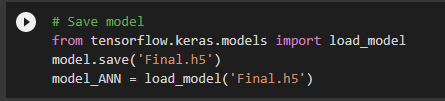 # Save model
from tensorflow.keras.models import load_model
model.save('Final.h5')
model_ANN = load_model('Final.h5')